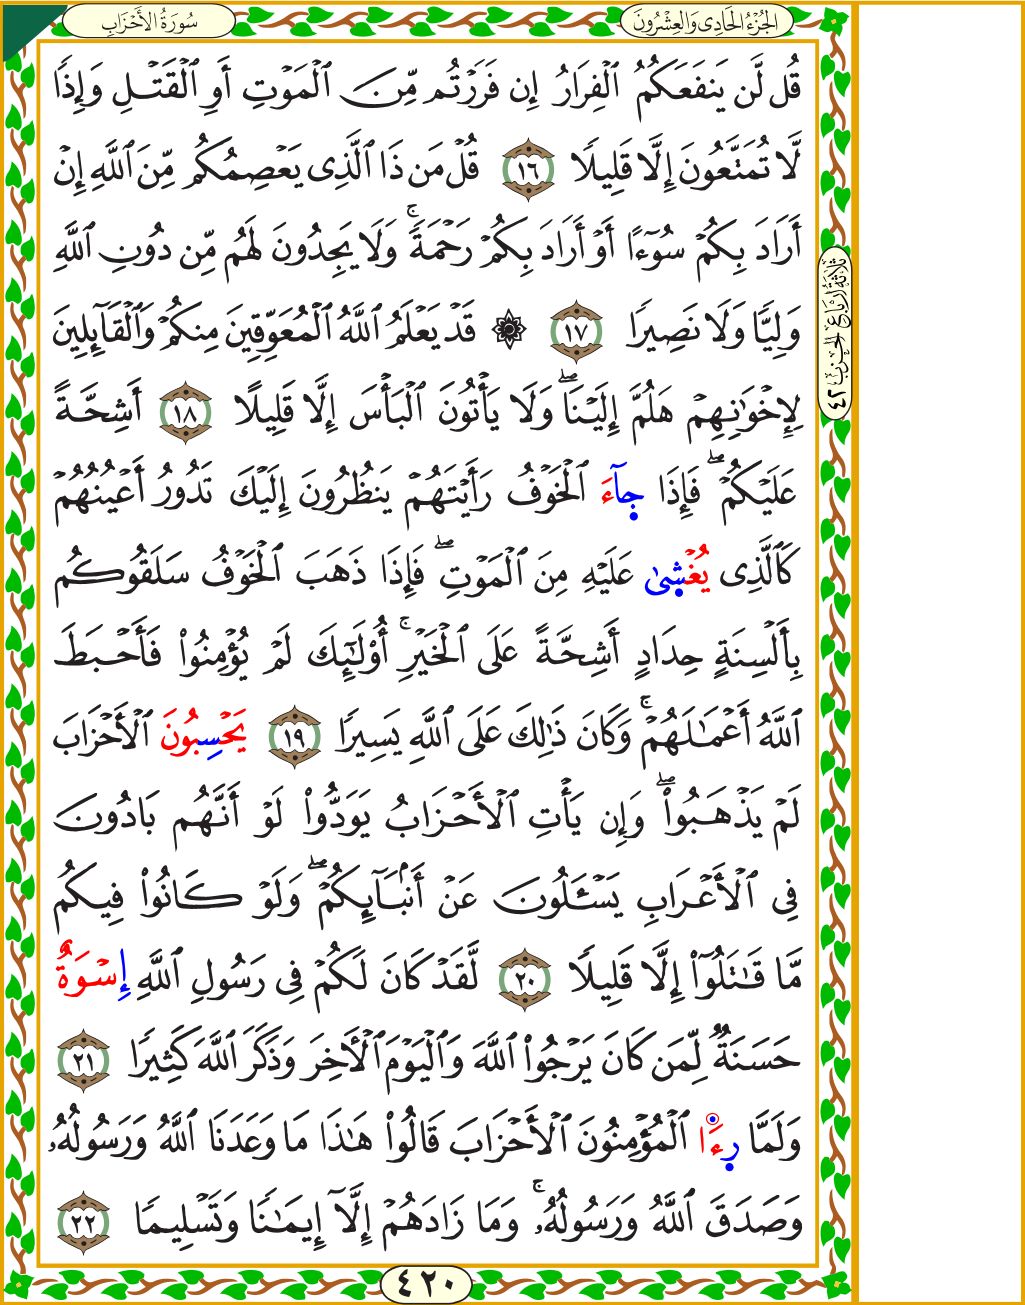 سُورَةُ الأَحْزَابِ
الجُزْءُ الحَادِي وَالعِشْرُونَ
قُل لَّن يَنفَعَكُمُ ٱلْفِرَارُ إِن فَرَرْتُم مِّنَ ٱلْمَوْتِ أَوِ ٱلْقَتْلِ وَإِذًا
لَّا تُمَتَّعُونَ إِلَّا قَلِيلًا ١٦ قُلْ مَن ذَا ٱلَّذِى يَعْصِمُكُم مِّنَ ٱللَّهِ إِنْ
أَرَادَ بِكُمْ سُوٓءًا أَوْ أَرَادَ بِكُمْ رَحْمَةًۚ وَلَا يَجِدُونَ لَهُم مِّن دُونِ ٱللَّهِ
وَلِيًّا وَلَا نَصِيرًا ١٧ ۞ قَدْ يَعْلَمُ ٱللَّهُ ٱلْمُعَوِّقِينَ مِنكُمْ وَٱلْقَآئِلِينَ
لِإِخْوَٰنِهِمْ هَلُمَّ إِلَيْنَاۖ وَلَا يَأْتُونَ ٱلْبَأْسَ إِلَّا قَلِيلًا ١٨ أَشِحَّةً
عَلَيْكُمْۖ فَإِذَا جَآءَ ٱلْخَوْفُ رَأَيْتَهُمْ يَنظُرُونَ إِلَيْكَ تَدُورُ أَعْيُنُهُمْ
كَٱلَّذِى يُغْشِىٰ عَلَيْهِ مِنَ ٱلْمَوْتِۖ فَإِذَا ذَهَبَ ٱلْخَوْفُ سَلَقُوكُم
بِأَلْسِنَةٍ حِدَادٍ أَشِحَّةً عَلَى ٱلْخَيْرِۚ أُو۟لَٰٓئِكَ لَمْ يُؤْمِنُوا۟ فَأَحْبَطَ
ٱللَّهُ أَعْمَٰلَهُمْۚ وَكَانَ ذَٰلِكَ عَلَى ٱللَّهِ يَسِيرًا ١٩ يَحْسِبُونَ ٱلْأَحْزَابَ
لَمْ يَذْهَبُوا۟ۖ وَإِن يَأْتِ ٱلْأَحْزَابُ يَوَدُّوا۟ لَوْ أَنَّهُم بَادُونَ
فِى ٱلْأَعْرَابِ يَسْـَٔلُونَ عَنْ أَنۢبَآئِكُمْۖ وَلَوْ كَانُوا۟ فِيكُم
مَّا قَٰتَلُوٓا۟ إِلَّا قَلِيلًا ٢٠ لَّقَدْ كَانَ لَكُمْ فِى رَسُولِ ٱللَّهِ إِسْوَةٌ
حَسَنَةٌ لِّمَن كَانَ يَرْجُوا۟ ٱللَّهَ وَٱلْيَوْمَ ٱلْـَٔاخِرَ وَذَكَرَ ٱللَّهَ كَثِيرًا ٢١
وَلَمَّا رِءَا ٱلْمُؤْمِنُونَ ٱلْأَحْزَابَ قَالُوا۟ هَٰذَا مَا وَعَدَنَا ٱللَّهُ وَرَسُولُهُۥ
وَصَدَقَ ٱللَّهُ وَرَسُولُهُۥۚ وَمَا زَادَهُمْ إِلَّآ إِيمَٰنًا وَتَسْلِيمًا ٢٢
ثَلَاثَةُ أَرْبَاعِ الحِزْبِ ٤٢
٤٢٠